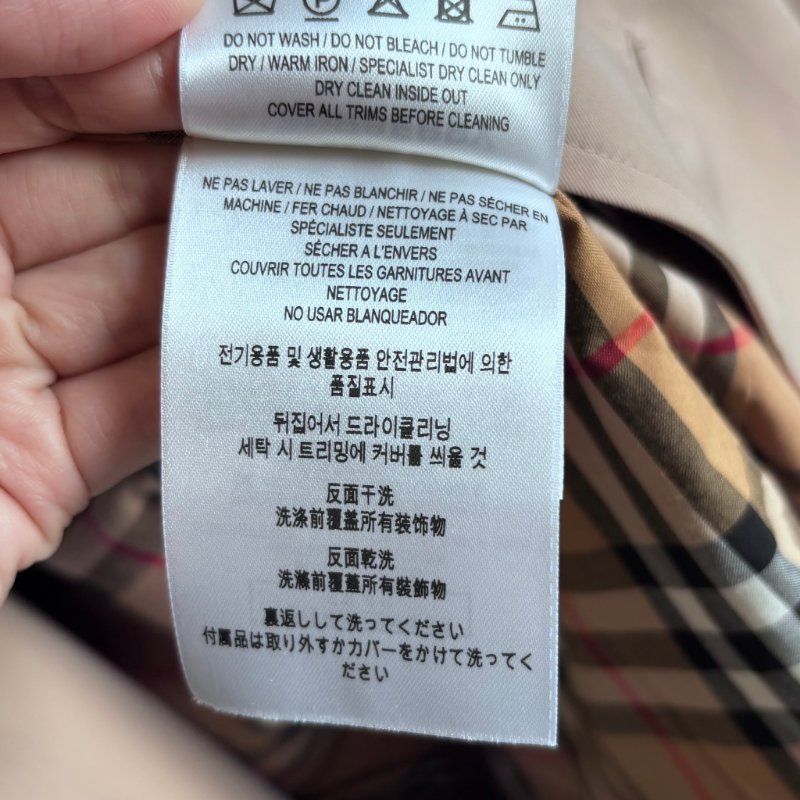 DO NOT WASH / DO NOT BLEACH / DO NOT TUMBLE
DRY / WARM IRON / SPECIALIST DRY CLEAN ONLY
DRY CLEAN INSIDE OUT
COVER ALL TRIMS BEFORE CLEANING
NE PAS LAVER / NE PAS BLANCHIR / NE PAS SÉCHER EN
MACHINE / FER CHAUD / NETTOYAGE À SEC PAR
SPÉCIALISTE SEULEMENT
SÉCHER A L'ENVERS
COUVRIR TOUTES LES GARNITURES AVANT
NETTOYAGE
NO USAR BLANQUEADOR
전기용품 및 생활용품 안전관리법에 의한
품질표시
뒤집어서 드라이클리닝
세탁 시 트리밍에 커버를 씌울 것
反面干洗
洗涤前覆盖所有装饰物
反面乾洗
洗滌前覆蓋所有裝飾物
裏返しして洗ってください
付属品は取り外すかカバーをかけて洗ってく
ださい